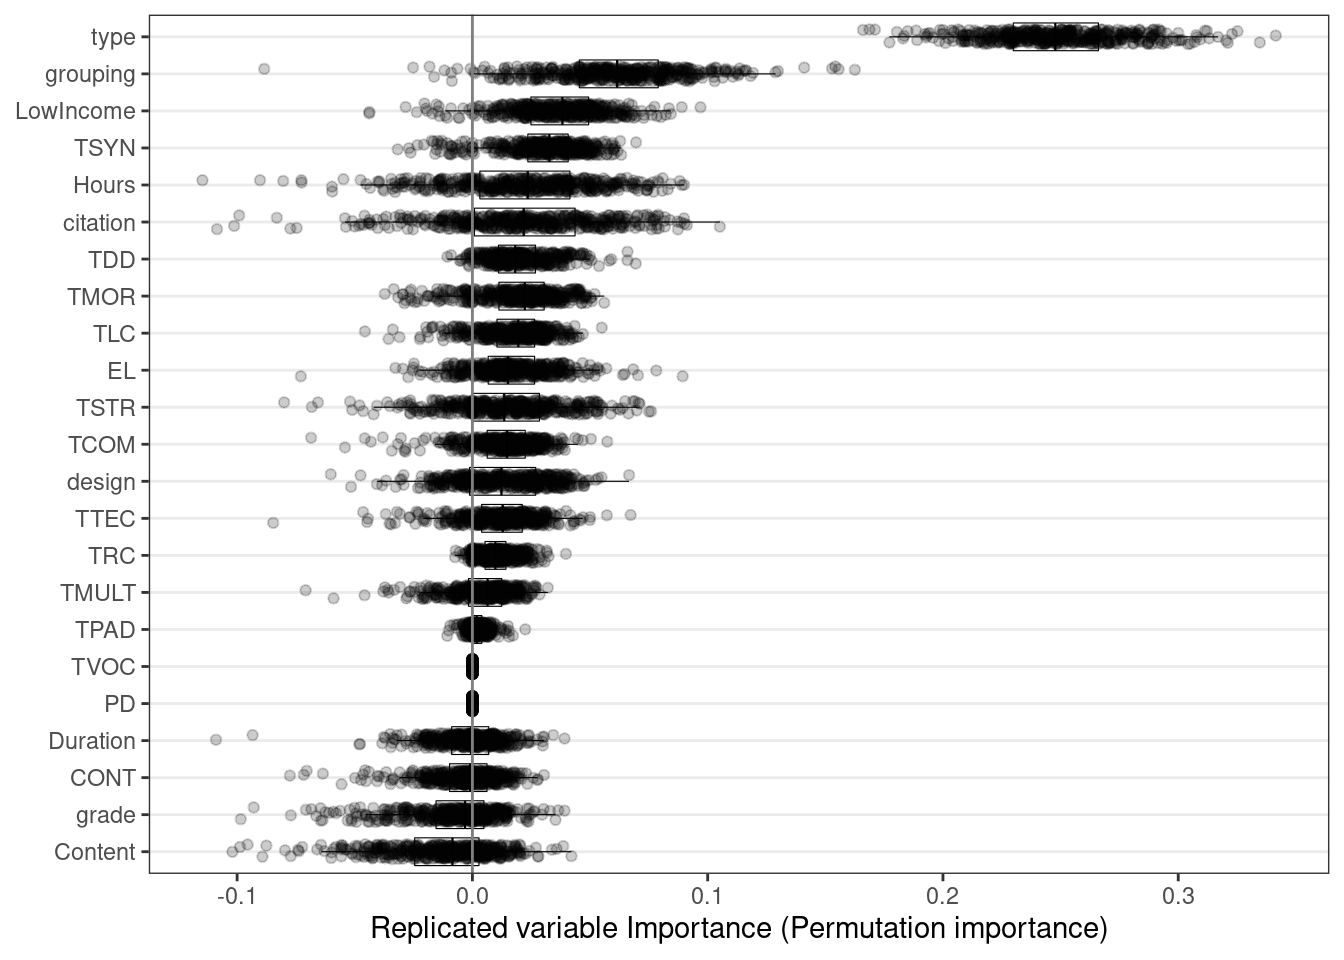 type
grouping
LowIncome
TSYN
Hours
citation
TDD
TMOR
TLC
EL
TSTR
TCOM
design
TTEC
TRC
TMULT
TPAD
TVOC
PD
Duration
CONT
grade
Content
-0.1 0.0 0.1 0.2 0.3
Replicated variable Importance (Permutation importance)